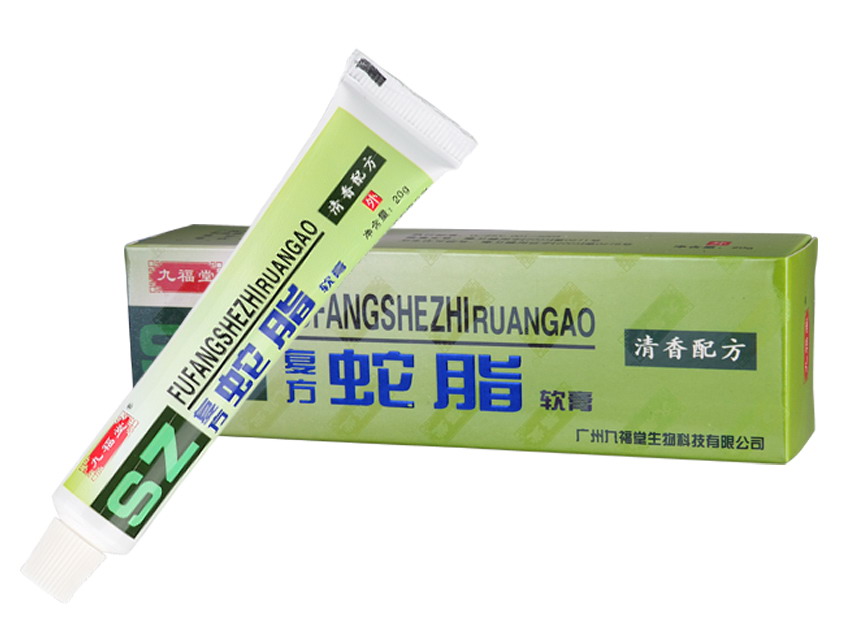 清香配方
外
净含量：20g
FUFANGSHEZHIRUANGAO
复方
蛇脂
软膏
九福堂
SZ
九福堂
FANGSHEZHIRUANGAO
复方
蛇脂
软膏
清香配方
广州九福堂生物科技有限公司